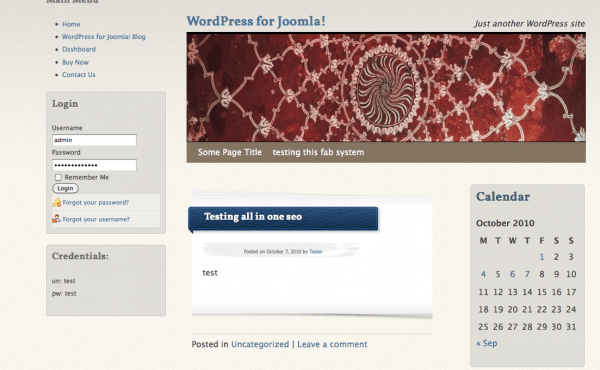 Main Menu
Home
WordPress for Joomla! Blog
Dashboard
Buy Now
Contact Us
Login
Username
admin
Password
•••••••••••••
Remember Me
Login
Forgot your password?
Forgot your username?
Credentials:
un: test
pw: test
WordPress for Joomla!
Just another WordPress site
Some Page Title testing this fab system
Testing all in one seo
Posted on October 7, 2010 by Tester
test
Posted in Uncategorized | Leave a comment
Calendar
October 2010
M T W T F S S
1 2 3
4 5 6 7 8 9 10
11 12 13 14 15 16 17
18 19 20 21 22 23 24
25 26 27 28 29 30 31
« Sep